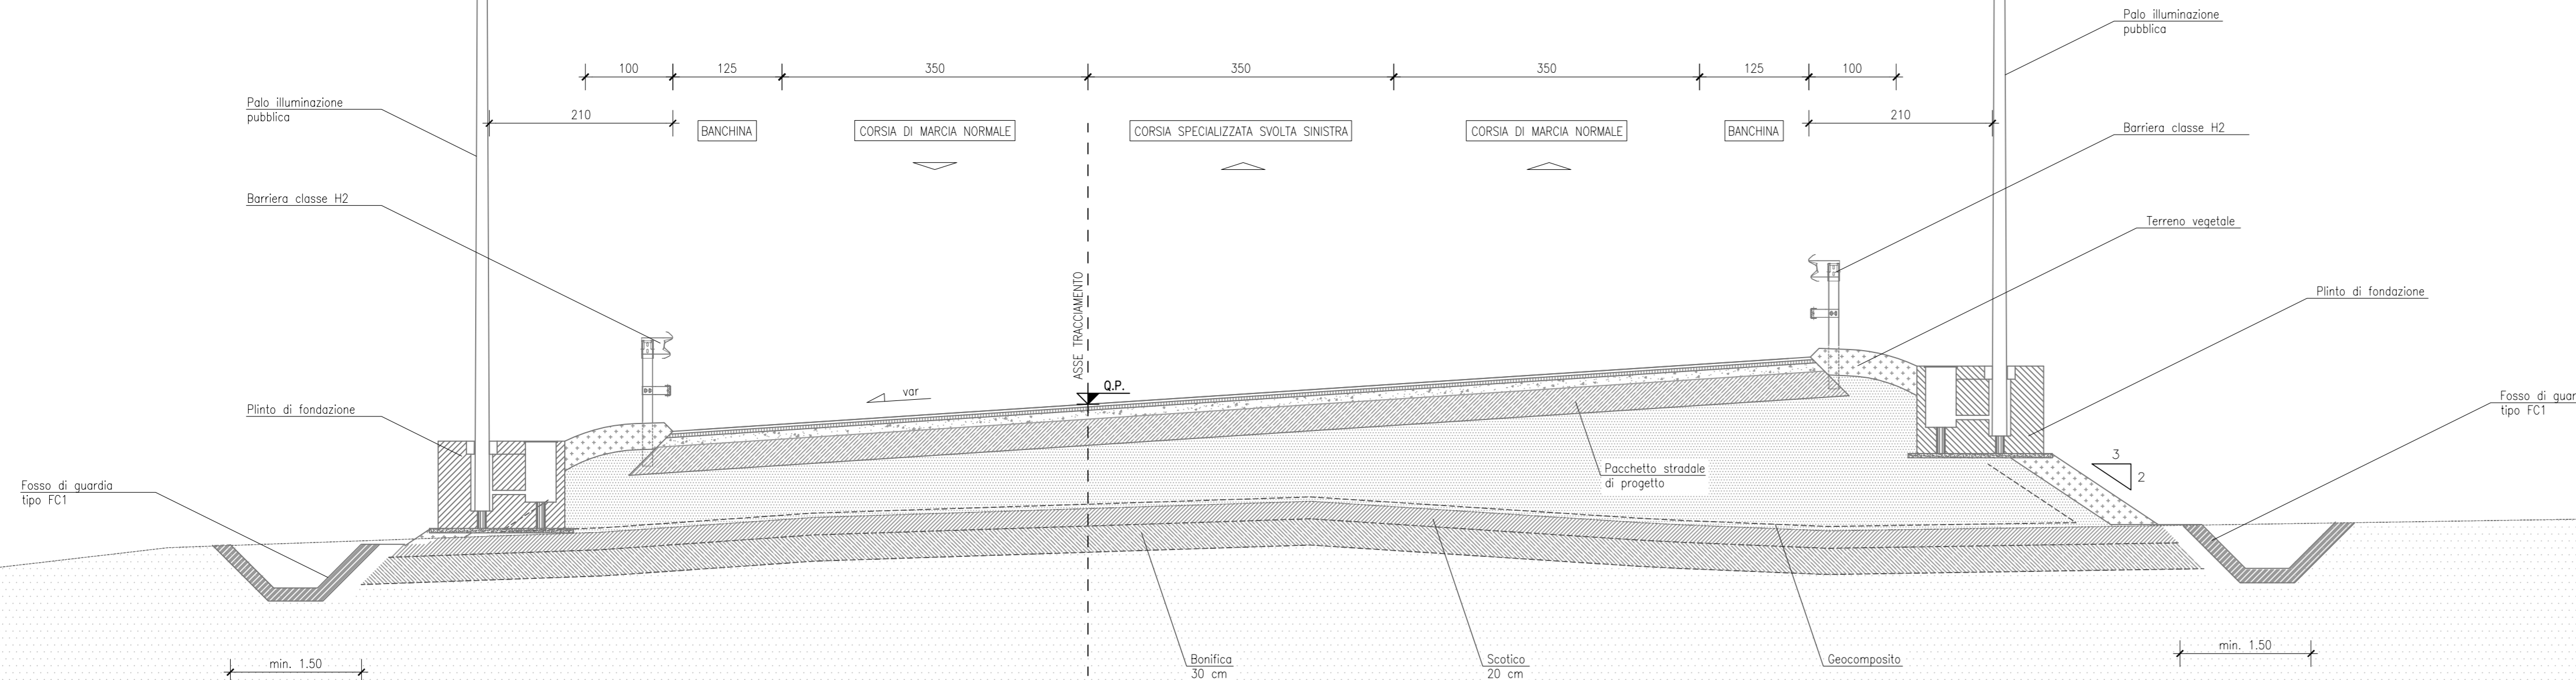 Palo illuminazione
pubblica
100
125
350
350
350
125
100
Palo illuminazione
pubblica
210
BANCHINA
CORSIA DI MARCIA NORMALE
CORSIA SPECIALIZZATA SVOLTA SINISTRA
CORSIA DI MARCIA NORMALE
BANCHINA
210
Barriera classe H2
Barriera classe H2
Terreno vegetale
ASSE TRACCIAMENTO
Plinto di fondazione
Q.P.
var
Plinto di fondazione
Fosso di guar
tipo FC1
Pacchetto stradale
di progetto
3
2
Fosso di guardia
tipo FC1
min. 1.50
Bonifica
30 cm
Scotico
20 cm
Geocomposito
min. 1.50